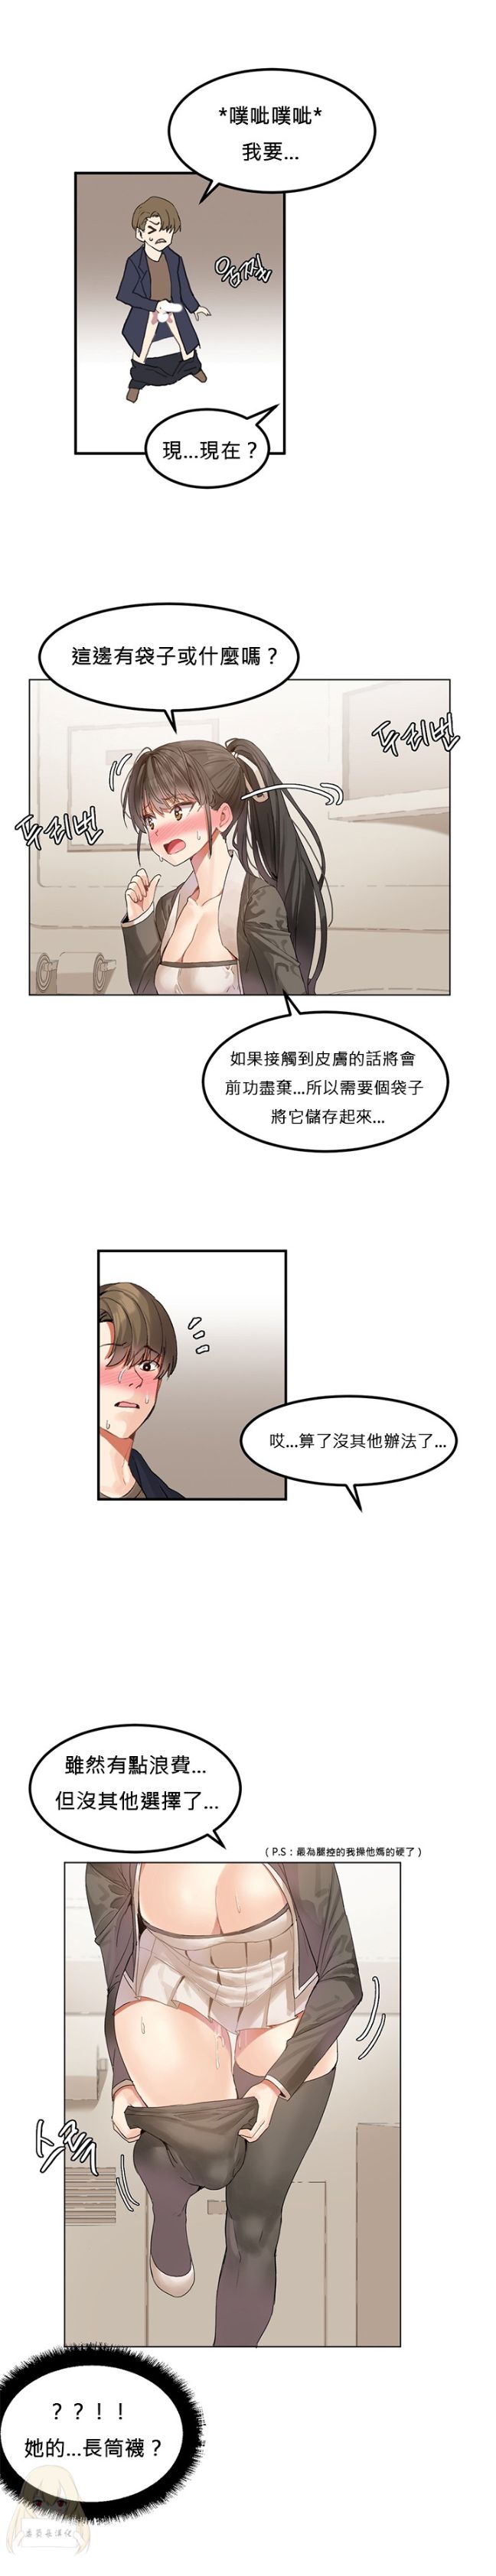 *噗呲噗呲*
我要...
움찔찔
現...現在？
這邊有袋子或什麼嗎？
두리번
두리번
如果接觸到皮膚的話將會
前功盡棄...所以需要個袋子
將它儲存起來...
哎...算了沒其他辦法了...
雖然有點浪費...
但沒其他選擇了...
（P.S：最為腿控的我操他媽的硬了）
스륵
？？！！
她的...長筒襪？